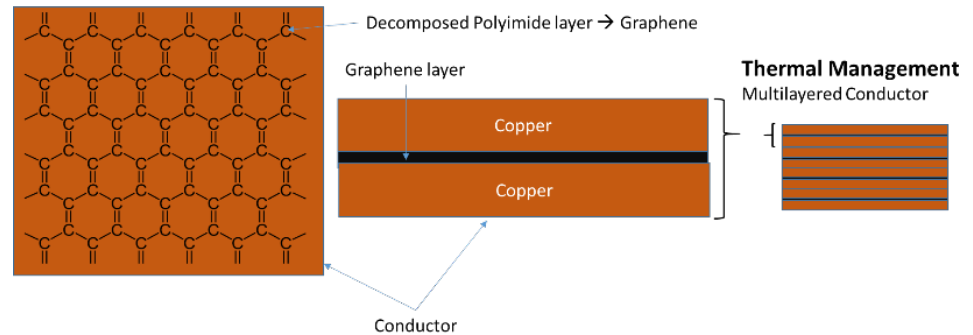 Decomposed Polyimide layer → Graphene
C C C C C C
C C C C C
C C C C C
C C C C C C
C C C C C C
C C C C C
C C C C C
C C C C C C
C C C C C C
C C C C C
C C C C C
C C C C C C
Graphene layer
Copper
Copper
Conductor
Thermal Management
Multilayered Conductor